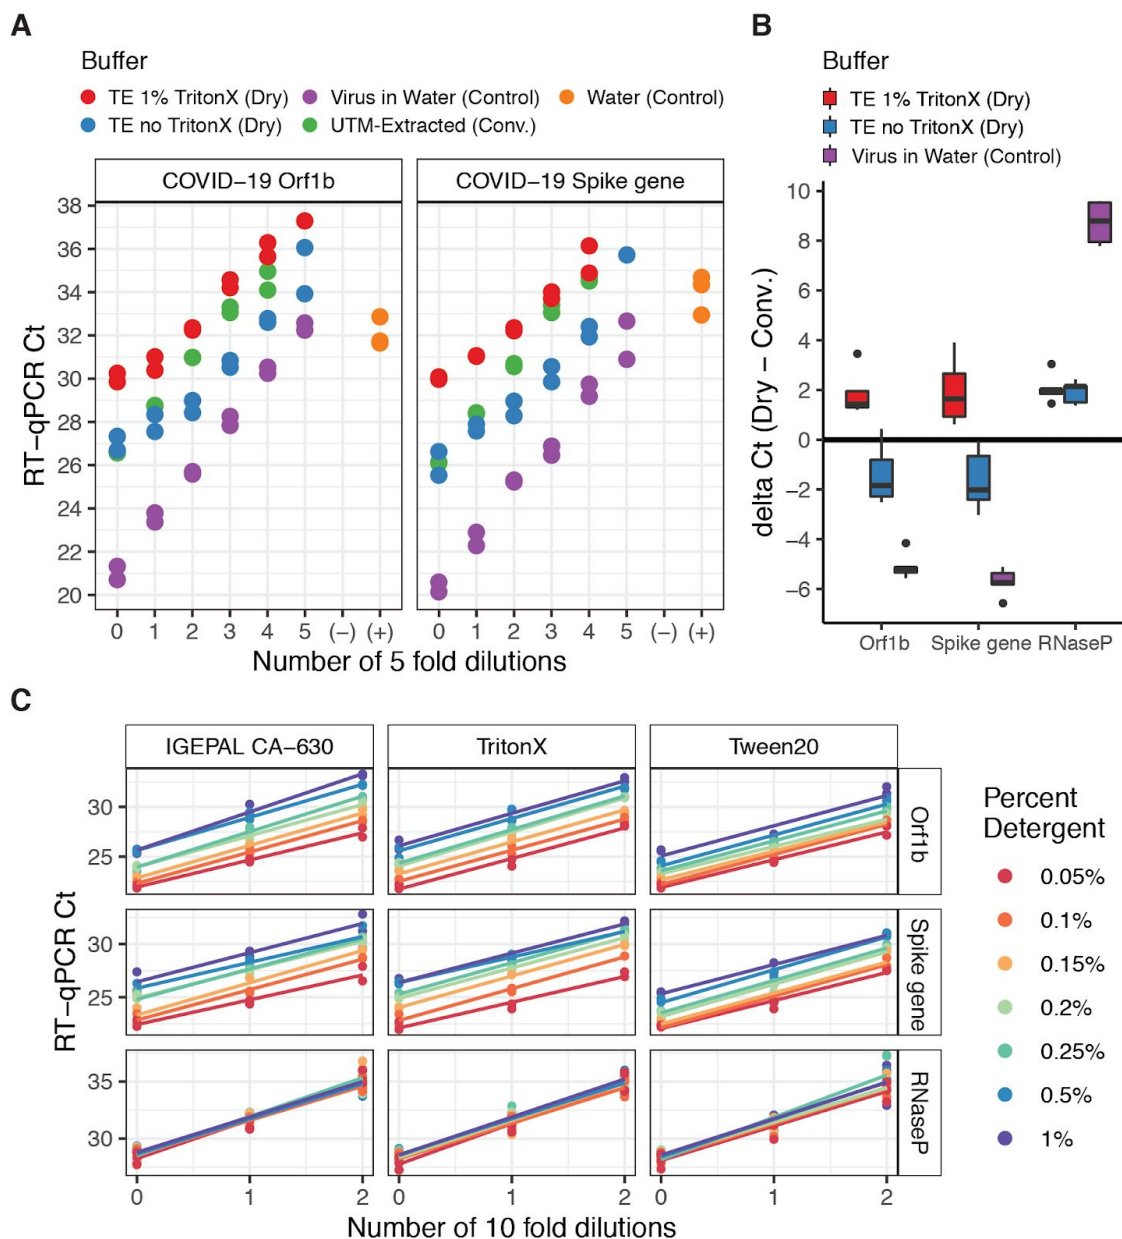 A
Buffer
TE 1% TritonX (Dry)
Virus in Water (Control)
Water (Control)
TE no TritonX (Dry)
UTM-Extracted (Conv.)
COVID-19 Orf1b
COVID-19 Spike gene
RT-qPCR Ct
38
36
34
32
30
28
26
24
22
20
0 1 2 3 4 5 (-) (+)
0 1 2 3 4 5 (-) (+)
Number of 5 fold dilutions
B
Buffer
TE 1% TritonX (Dry)
TE no TritonX (Dry)
Virus in Water (Control)
delta Ct (Dry - Conv.)
10
8
6
4
2
0
-2
-4
-6
Orf1b Spike gene RNaseP
C
IGEPAL CA-630
TritonX
Tween20
RT-qPCR Ct
30
25
Orf1b
30
25
Spike gene
35
30
RNaseP
0 1 2
0 1 2
0 1 2
Number of 10 fold dilutions
Percent
Detergent
0.05%
0.1%
0.15%
0.2%
0.25%
0.5%
1%